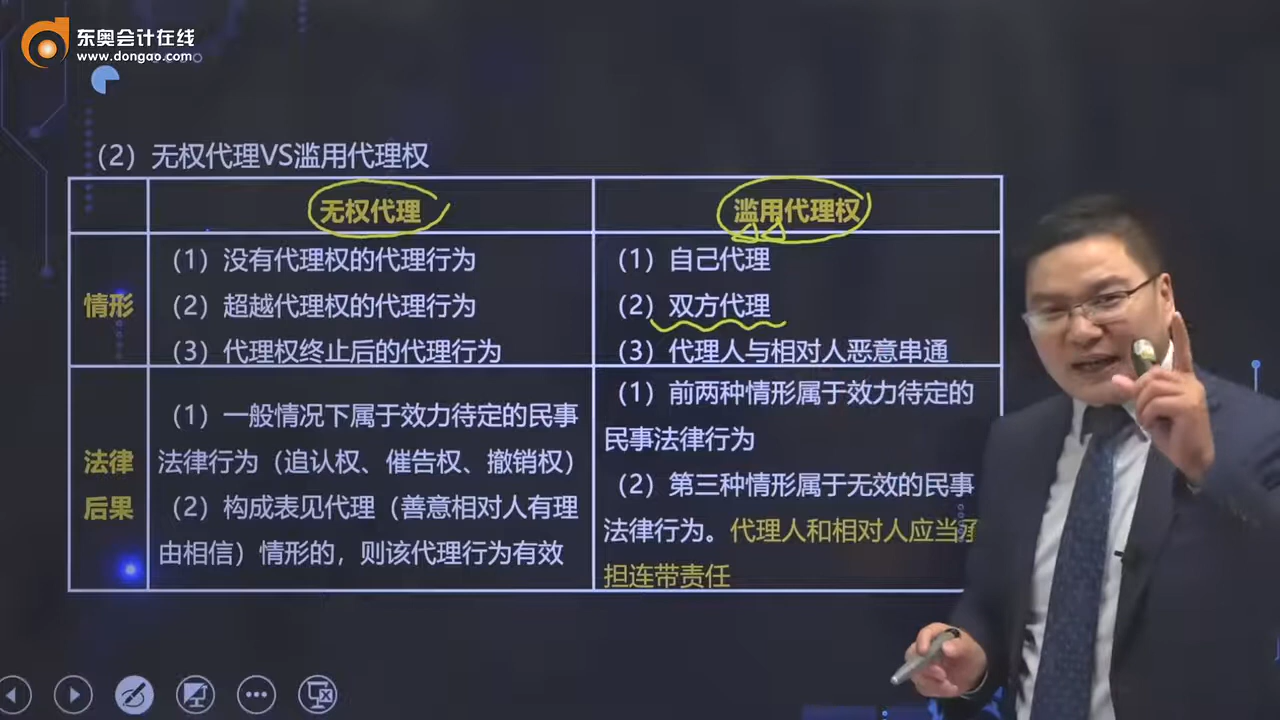 东奥会计在线
www.dongao.com
（2）无权代理VS滥用代理权
无权代理
滥用代理权
情形
（1）没有代理权的代理行为
（2）超越代理权的代理行为
（3）代理权终止后的代理行为
（1）自己代理
（2）双方代理
（3）代理人与相对人恶意串通
法律
后果
（1）一般情况下属于效力待定的民事
法律行为（追认权、催告权、撤销权）
（2）构成表见代理（善意相对人有理
由相信）情形的，则该代理行为有效
（1）前两种情形属于效力待定的
民事法律行为
（2）第三种情形属于无效的民事
法律行为。代理人和相对人应当承
担连带责任